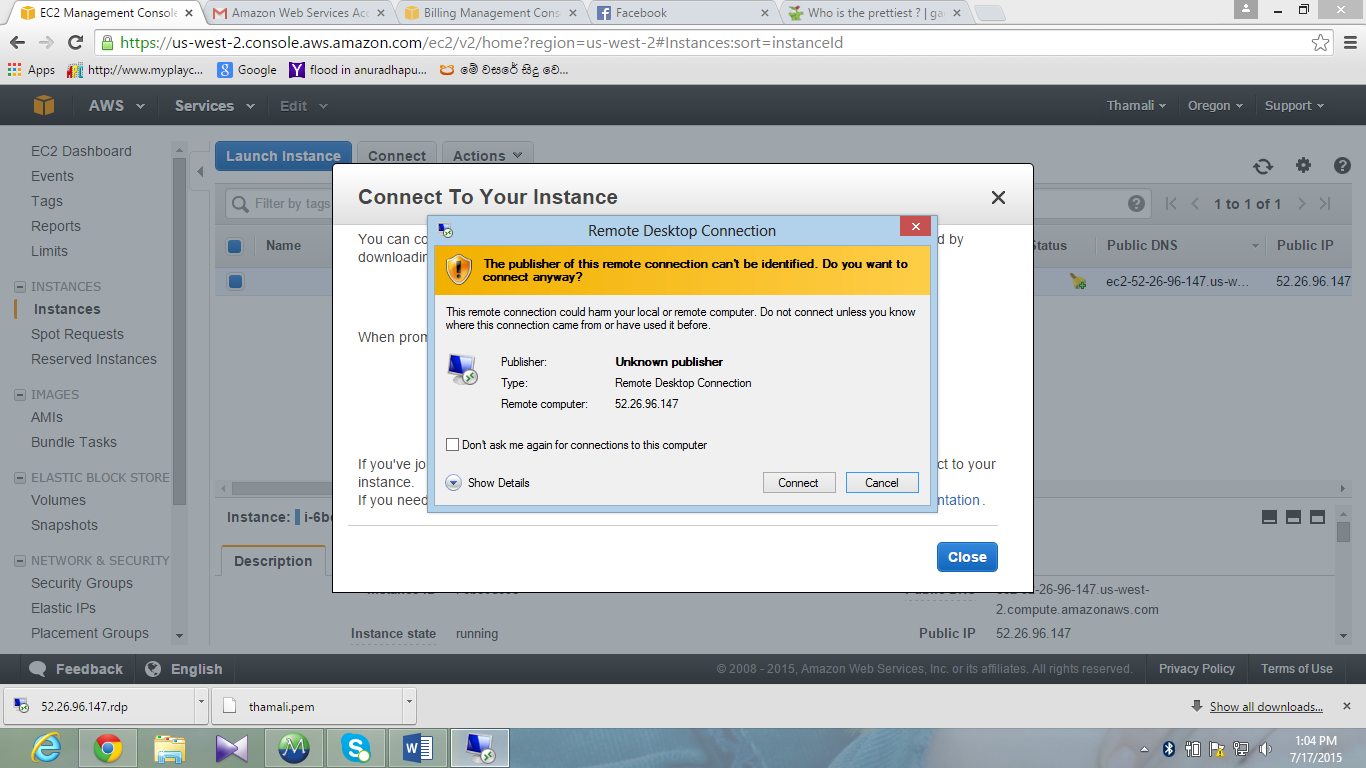 EC2 Management Console
Amazon Web Services Acc
Billing Management Cons
Facebook
Who is the prettiest ? | ga
https://us-west-2.console.aws.amazon.com/ec2/v2/home?region=us-west-2#Instances:sort=instanceId
Apps
http://www.myplayc...
Google
flood in anuradhapu...
මේ වසරේ සිදු වෙ...
AWS
Services
Edit
Thamali
Oregon
Support
EC2 Dashboard
Events
Tags
Reports
Limits
INSTANCES
Instances
Spot Requests
Reserved Instances
IMAGES
AMIs
Bundle Tasks
ELASTIC BLOCK STORE
Volumes
Snapshots
NETWORK & SECURITY
Security Groups
Elastic IPs
Placement Groups
Launch Instance
Connect
Actions
Filter by tags
1 to 1 of 1
Name
Status
Public DNS
Public IP
ec2-52-26-96-147.us-w...
52.26.96.147
Connect To Your Instance
You can co
d by
downloadin
When prom
If you've jo
ct to your
instance.
If you need
ntation.
Close
Remote Desktop Connection
The publisher of this remote connection can't be identified. Do you want to
connect anyway?
This remote connection could harm your local or remote computer. Do not connect unless you know
where this connection came from or have used it before.
Publisher: Unknown publisher
Type: Remote Desktop Connection
Remote computer: 52.26.96.147
Don't ask me again for connections to this computer
Show Details
Connect
Cancel
Instance:
Description
2.compute.amazonaws.com
Instance state running
Public IP 52.26.96.147
Feedback
English
© 2008 - 2015, Amazon Web Services, Inc. or its affiliates. All rights reserved.
Privacy Policy
Terms of Use
52.26.96.147.rdp
thamali.pem
Show all downloads...
1:04 PM
7/17/2015